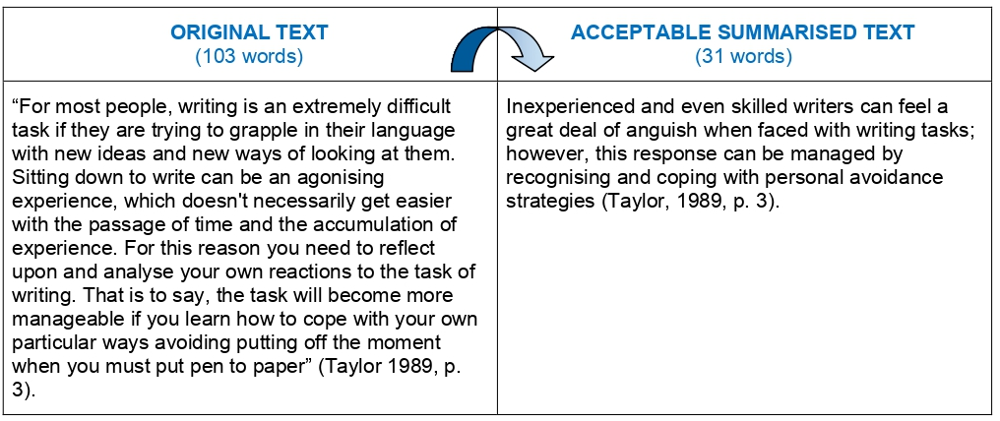 ORIGINAL TEXT
(103 words)
ACCEPTABLE SUMMARISED TEXT
(31 words)
“For most people, writing is an extremely difficult
task if they are trying to grapple in their language
with new ideas and new ways of looking at them.
Sitting down to write can be an agonising
experience, which doesn't necessarily get easier
with the passage of time and the accumulation of
experience. For this reason you need to reflect
upon and analyse your own reactions to the task of
writing. That is to say, the task will become more
manageable if you learn how to cope with your own
particular ways avoiding putting off the moment
when you must put pen to paper” (Taylor 1989, p.
3).
Inexperienced and even skilled writers can feel a
great deal of anguish when faced with writing tasks;
however, this response can be managed by
recognising and coping with personal avoidance
strategies (Taylor, 1989, p. 3).